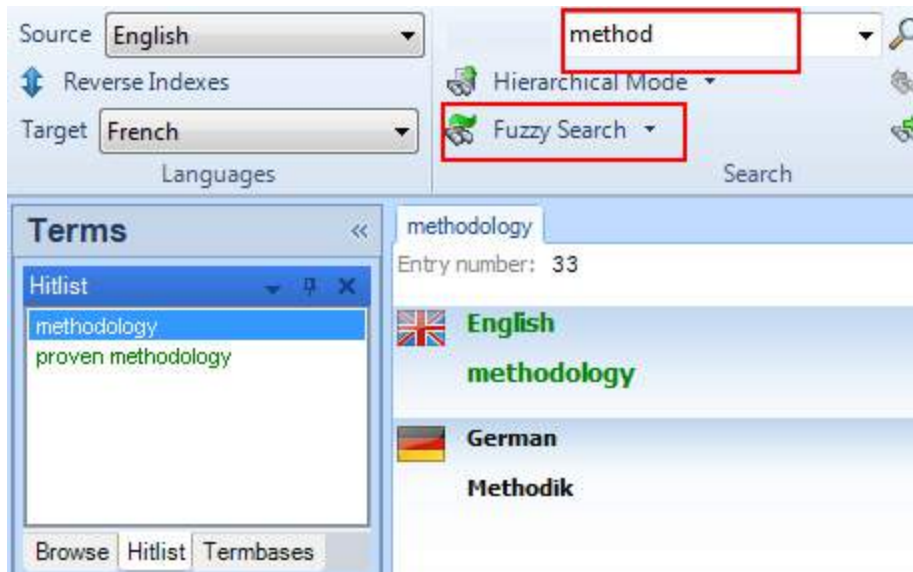 Source English
method
Reverse Indexes
Hierarchical Mode
Target French
Fuzzy Search
Languages
Search
Terms
methodology
Entry number: 33
Hitlist
methodology
proven methodology
English
methodology
German
Methodik
Browse Hitlist Termbases